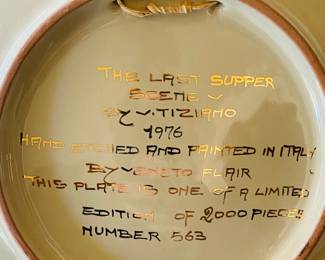 THE LAST SUPPER
SCENE
BY V. TIZIANO
1976
HAND ETCHED AND PAINTED IN ITALY
BY VENETO FLAIR
THIS PLATE IS ONE OF A LIMITED
EDITION OF 2000 PIECES
NUMBER 563